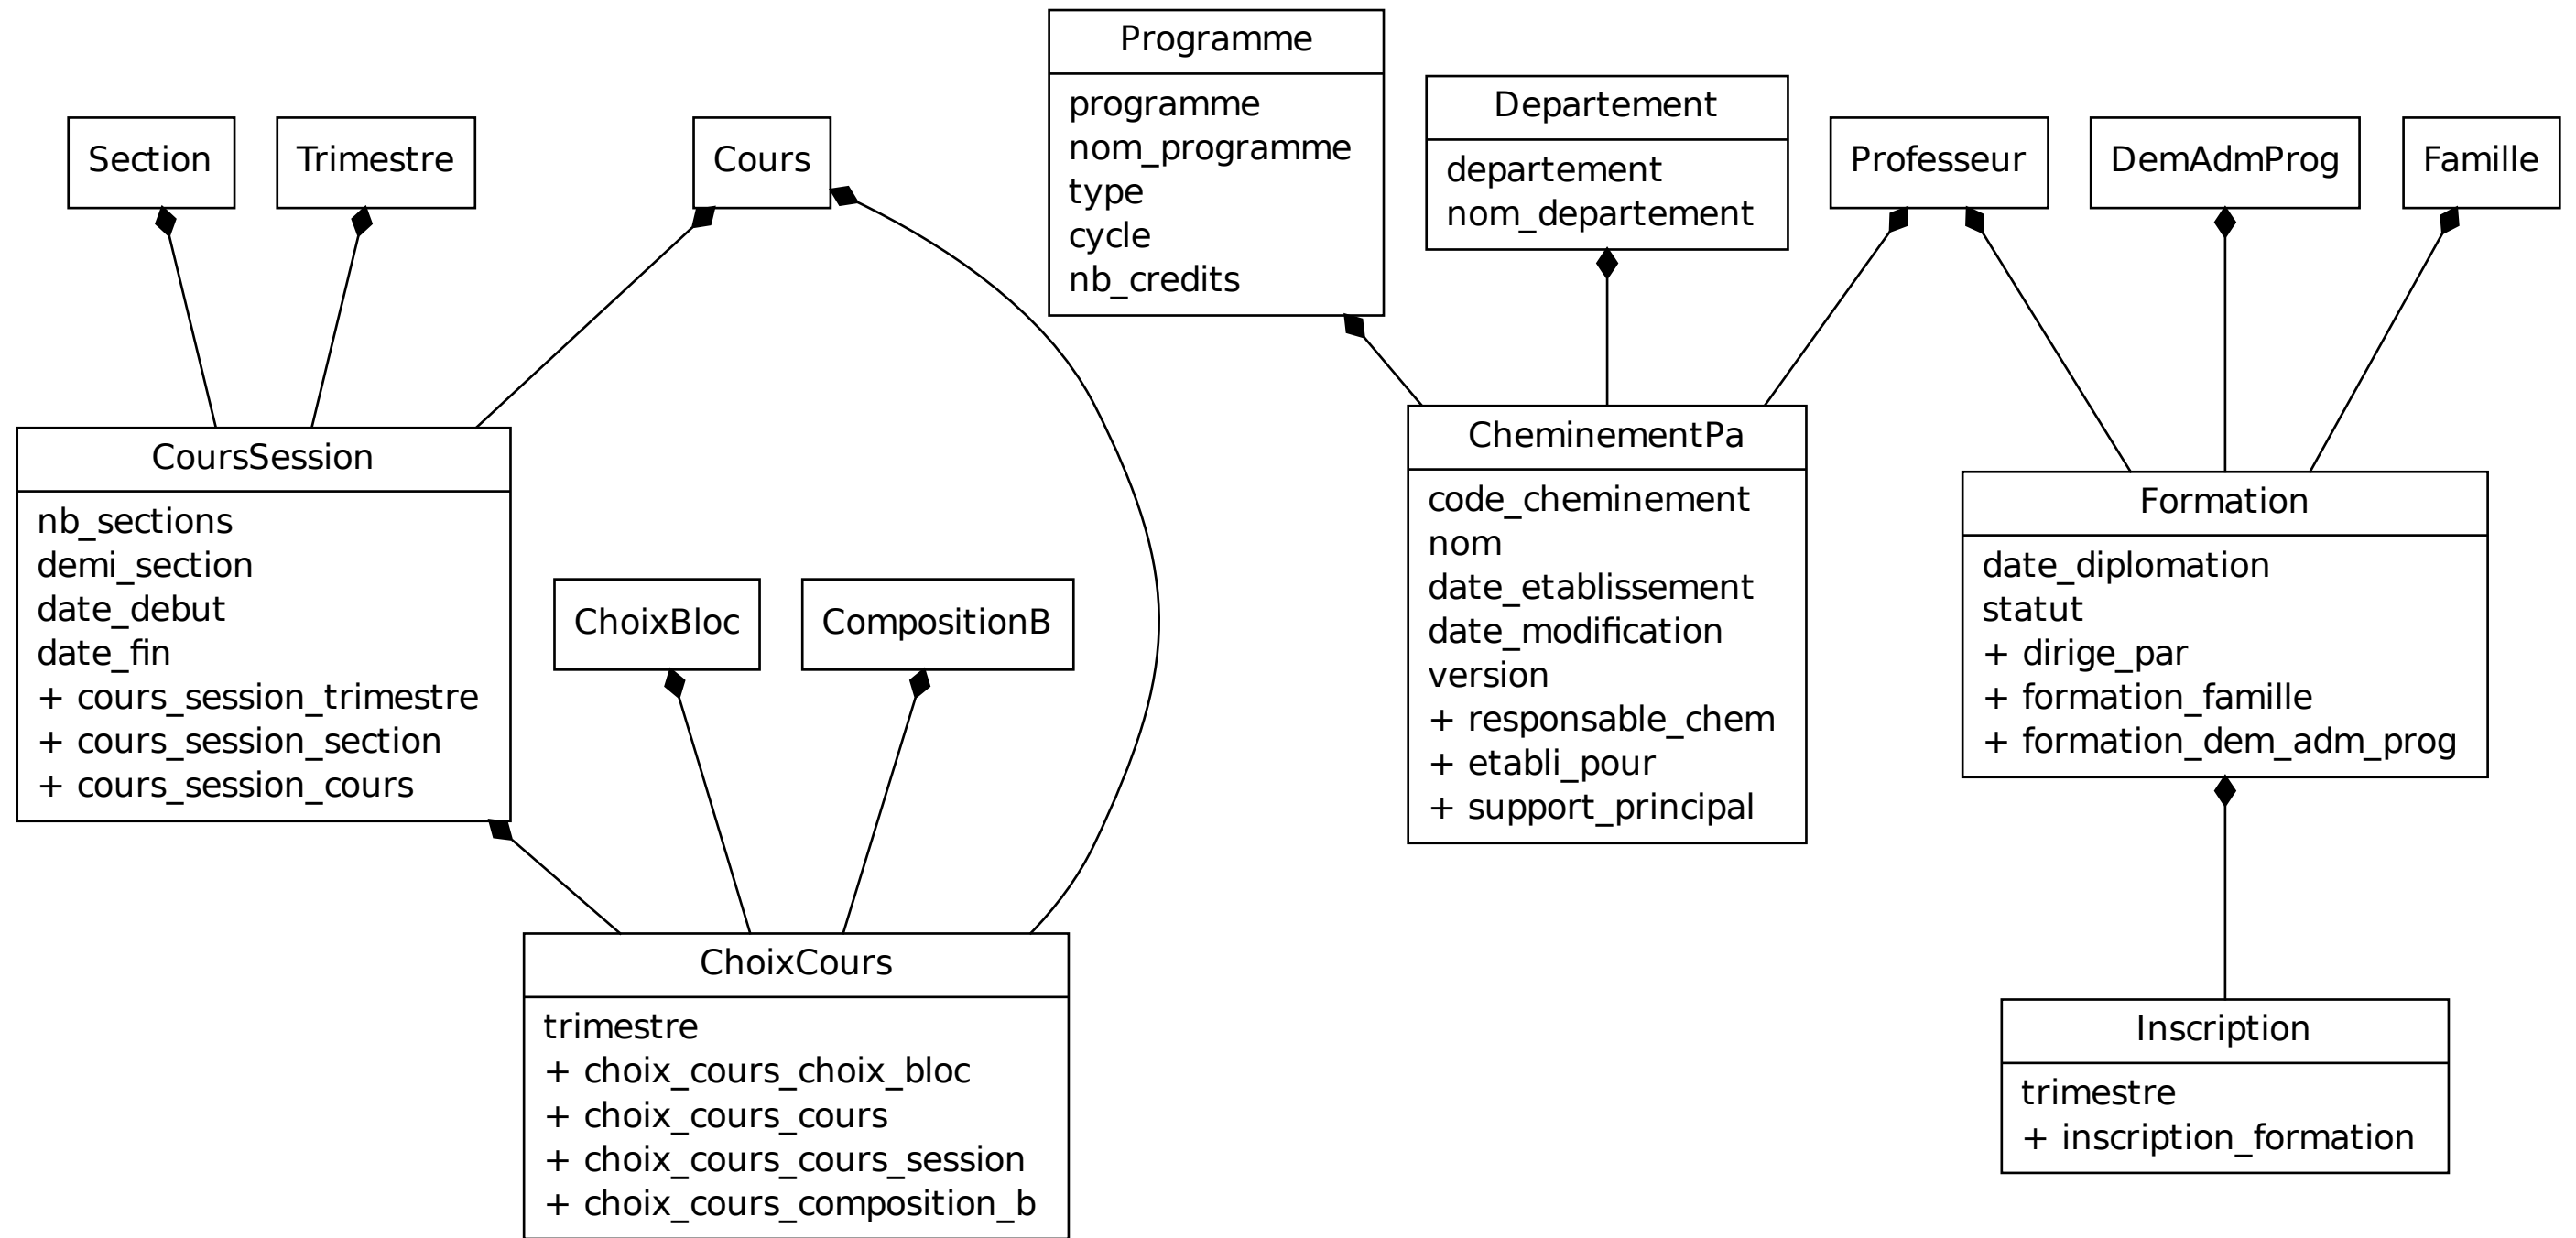 Programme
programme
nom_programme
type
cycle
nb_credits
Departement
departement
nom_departement
Section
Trimestre
Cours
Professeur
DemAdmProg
Famille
CoursSession
nb_sections
demi_section
date_debut
date_fin
+ cours_session_trimestre
+ cours_session_section
+ cours_session_cours
CheminementPa
code_cheminement
nom
date_etablissement
date_modification
version
+ responsable_chem
+ etabli_pour
+ support_principal
Formation
date_diplomation
statut
+ dirige_par
+ formation_famille
+ formation_dem_adm_prog
ChoixBloc
CompositionB
ChoixCours
trimestre
+ choix_cours_choix_bloc
+ choix_cours_cours
+ choix_cours_cours_session
+ choix_cours_composition_b
Inscription
trimestre
+ inscription_formation